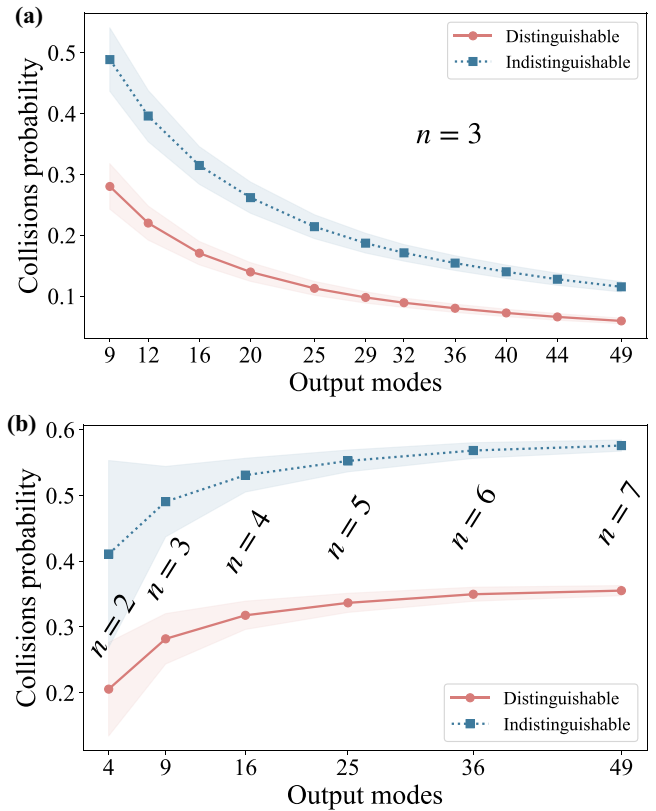 (a)
Collisions probability
0.5
0.4
0.3
0.2
0.1
Distinguishable
Indistinguishable
n = 3
9 12 16 20 25 29 32 36 40 44 49
Output modes
(b)
Collisions probability
0.6
0.5
0.4
0.3
0.2
n = 2
n = 3
n = 4
n = 5
n = 6
n = 7
Distinguishable
Indistinguishable
4 9 16 25 36 49
Output modes